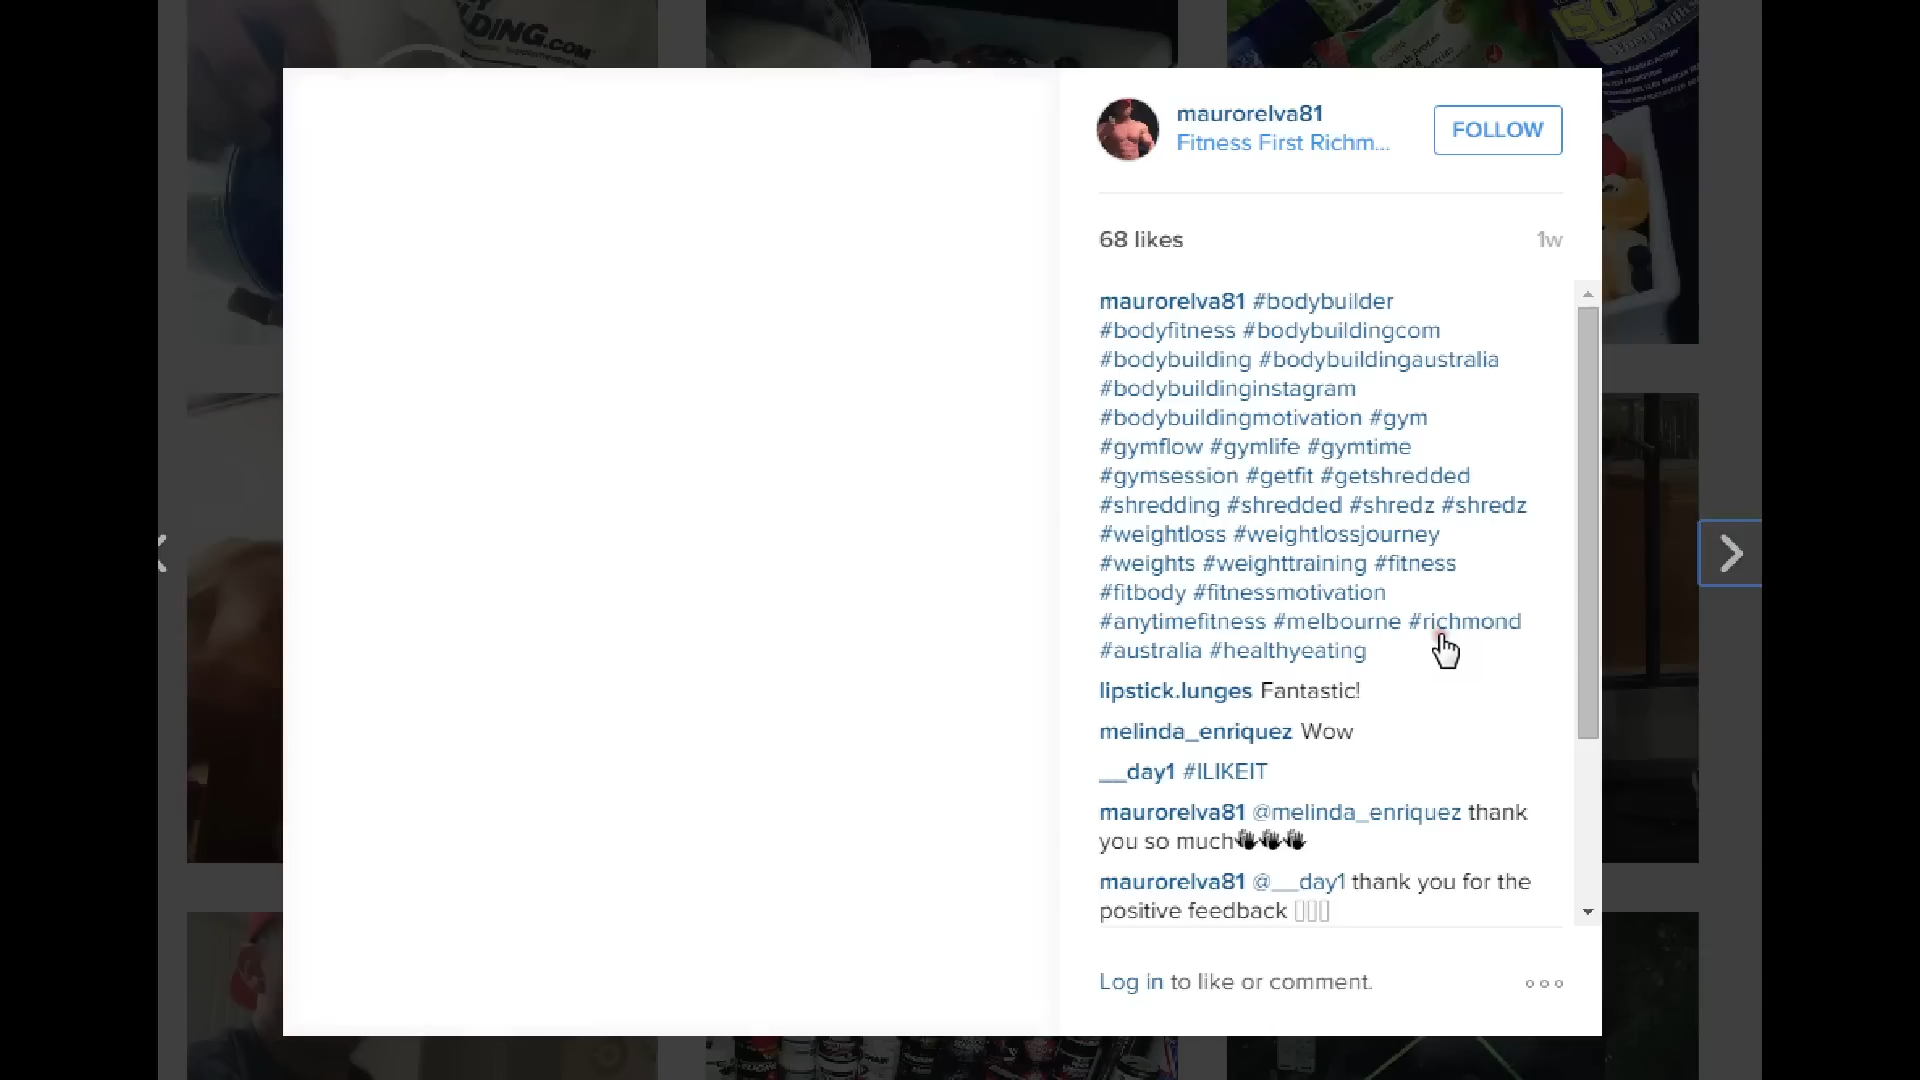 DING.COM
maurorelva81
Fitness First Richm...
FOLLOW
68 likes
1w
maurorelva81 #bodybuilder
#bodyfitness #bodybuildingcom
#bodybuilding #bodybuildingaustralia
#bodybuildinginstagram
#bodybuildingmotivation #gym
#gymflow #gymlife #gymtime
#gymsession #getfit #getshredded
#shredding #shredded #shredz #shredz
#weightloss #weightlossjourney
#weights #weighttraining #fitness
#fitbody #fitnessmotivation
#anytimefitness #melbourne #richmond
#australia #healthyeating
lipstick.lunges Fantastic!
melinda_enriquez Wow
__day1 #ILIKEIT
maurorelva81 @melinda_enriquez thank
you so much👋👋👋
maurorelva81 @__day1 thank you for the
positive feedback
Log in to like or comment.